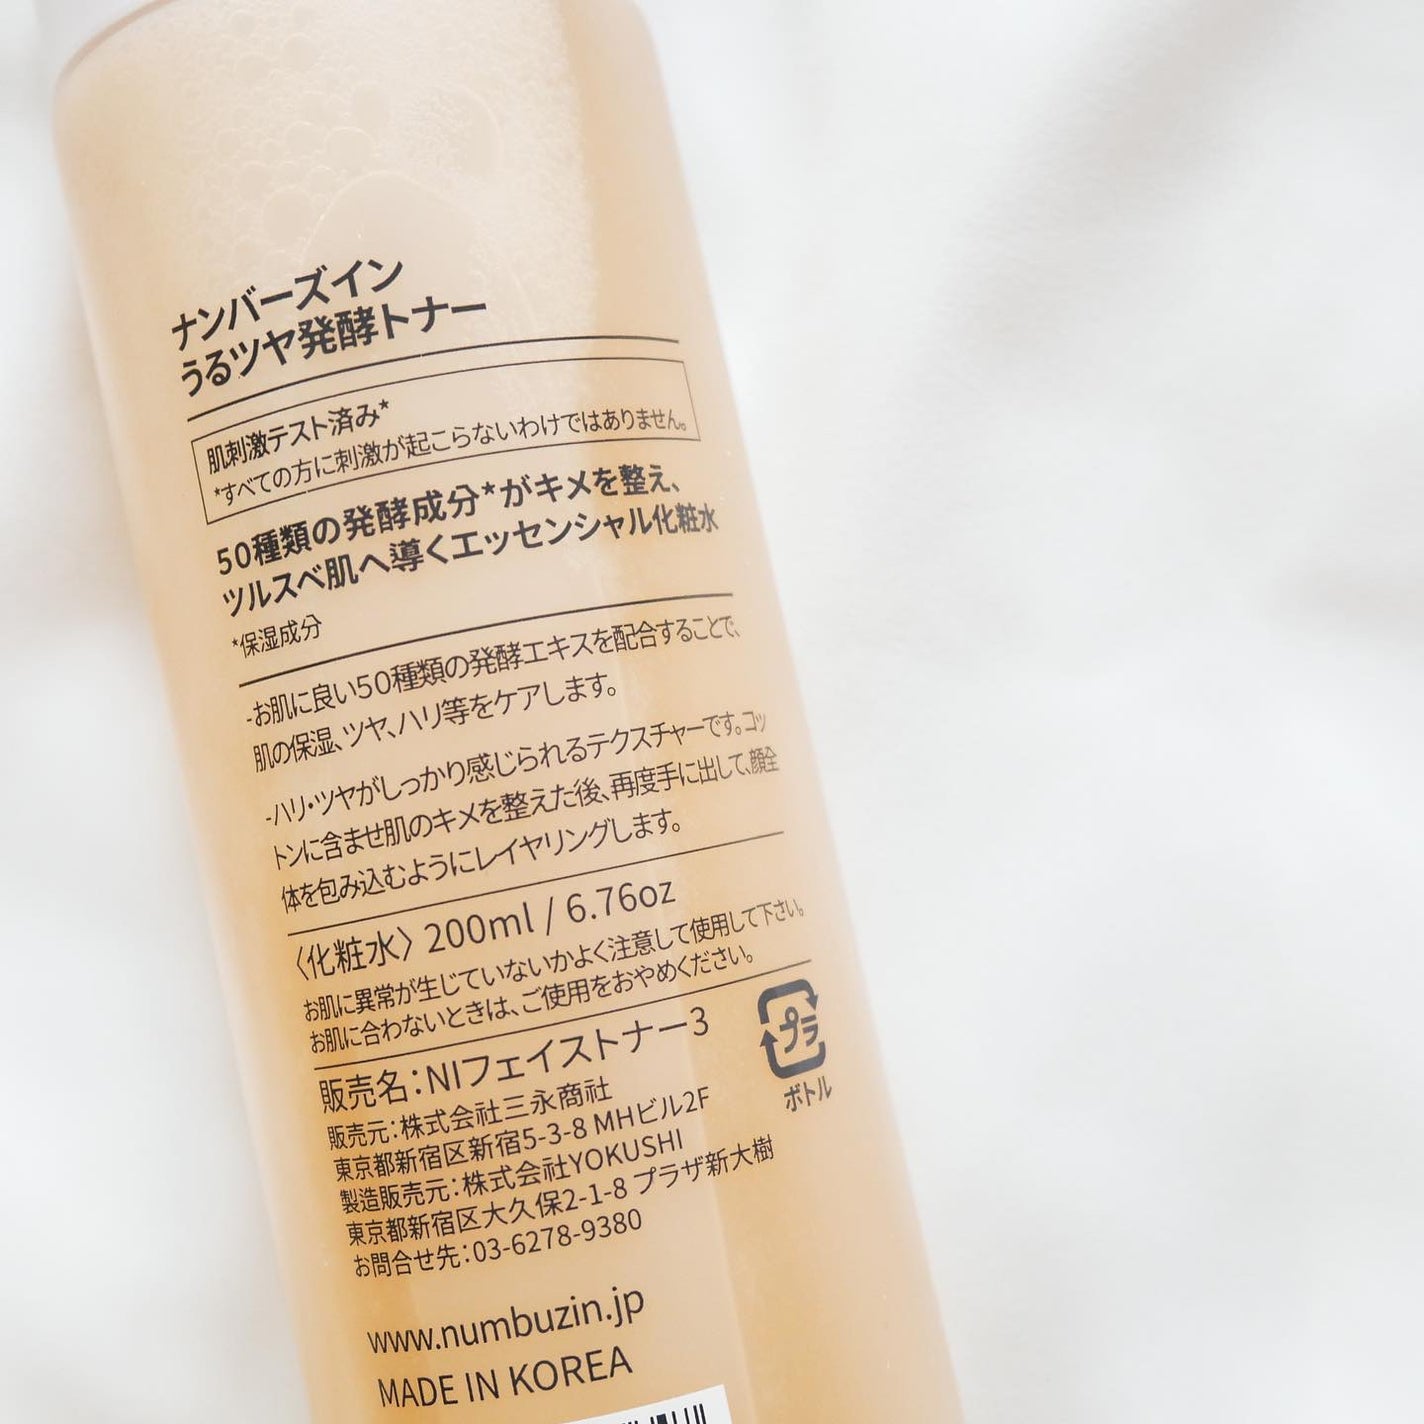 ナンバーズイン
うるツヤ発酵トナー
肌刺激テスト済み*
*すべての方に刺激が起こらないわけではありません。
50種類の発酵成分*がキメを整え、
ツルスベ肌へ導くエッセンシャル化粧水
*保湿成分
-お肌に良い50種類の発酵エキスを配合することで、
肌の保湿、ツヤ、ハリ等をケアします。
-ハリ・ツヤがしっかり感じられるテクスチャーです。コッ
トンに含ませ肌のキメを整えた後、再度手に出して、顔全
体を包み込むようにレイヤリングします。
〈化粧水〉 200ml / 6.76oz
お肌に異常が生じていないかよく注意して使用して下さい。
お肌に合わないときは、ご使用をおやめください。
販売名：NIフェイストナー3
販売元：株式会社三永商社
東京都新宿区新宿5-3-8 MHビル2F
製造販売元：株式会社YOKUSHI
東京都新宿区大久保2-1-8 プラザ新大樹
お問合せ先：03-6278-9380
プラ
ボトル
www.numbuzin.jp
MADE IN KOREA